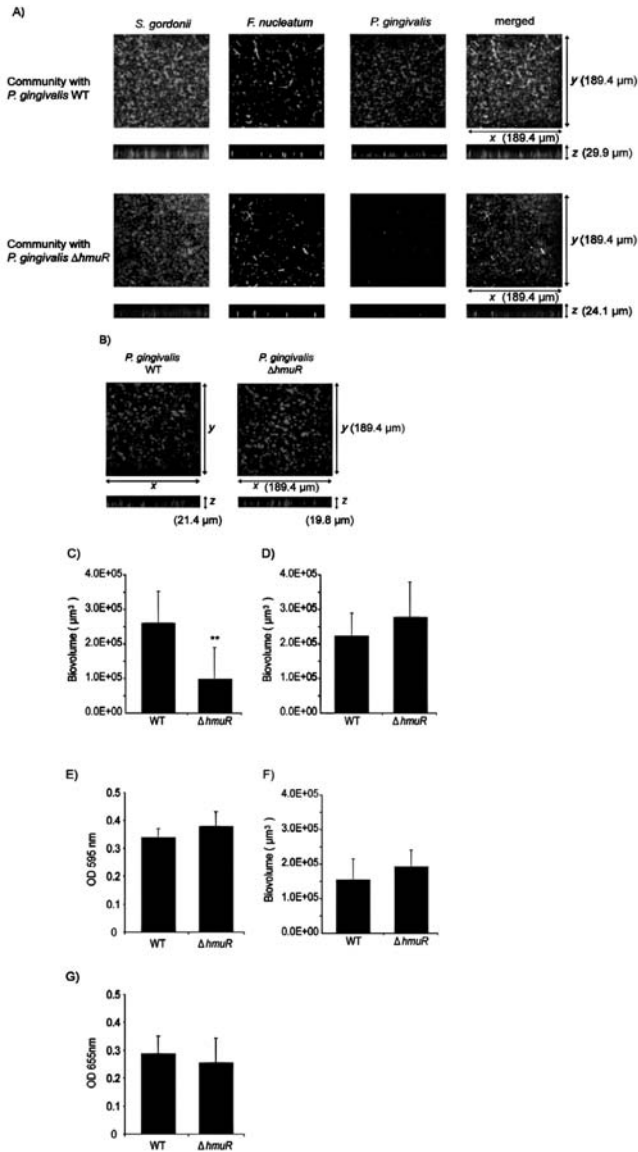 A)
S. gordonii F. nucleatum P. gingivalis merged
Community with
P. gingivalis WT
y (189.4 µm)
x (189.4 µm)
z (29.9 µm)
Community with
P. gingivalis ΔhmuR
y (189.4 µm)
x (189.4 µm)
z (24.1 µm)
B)
P. gingivalis
WT
P. gingivalis
ΔhmuR
y
y (189.4 µm)
x
x (189.4 µm)
z
z
(21.4 µm)
(19.8 µm)
C)
Biovolume ( µm³ )
4.0E+05
3.0E+05
2.0E+05
1.0E+05
0.0E+00
**
WT ΔhmuR
D)
Biovolume ( µm³ )
4.0E+05
3.0E+05
2.0E+05
1.0E+05
0.0E+00
WT ΔhmuR
E)
OD 595 nm
0.5
0.4
0.3
0.2
0.1
0
WT ΔhmuR
F)
Biovolume ( µm³ )
4.0E+05
3.0E+05
2.0E+05
1.0E+05
0.0E+00
WT ΔhmuR
G)
OD 655nm
0.5
0.4
0.3
0.2
0.1
0
WT ΔhmuR